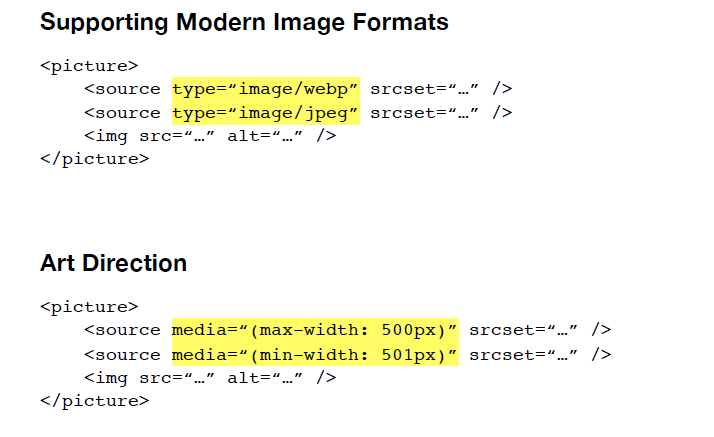 Supporting Modern Image Formats
<picture>
<source type=“image/webp” srcset=“…” />
<source type=“image/jpeg” srcset=“…” />
<img src=“…” alt=“…” />
</picture>
Art Direction
<picture>
<source media=“(max-width: 500px)” srcset=“…” />
<source media=“(min-width: 501px)” srcset=“…” />
<img src=“…” alt=“…” />
</picture>